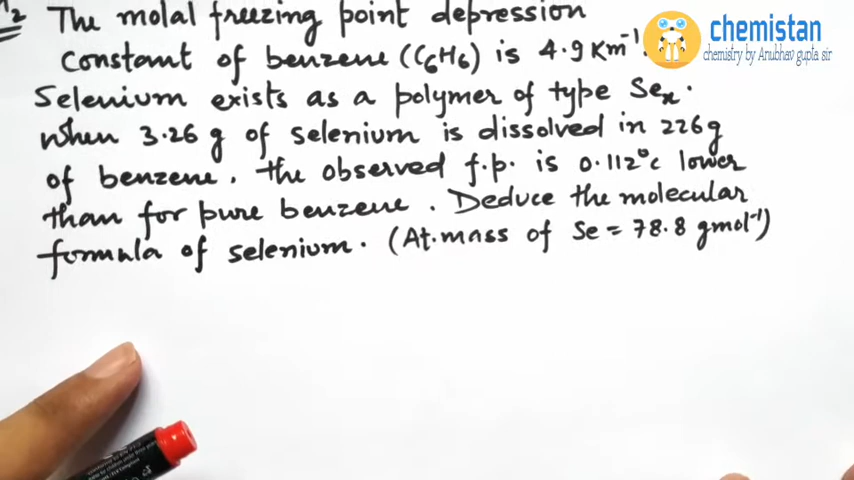 The molal freezing point depression
Constant of benzene (C6H6) is 4.9 Km⁻¹.
Selenium exists as a polymer of type Sex.
When 3.26 g of selenium is dissolved in 226g
of benzene. the observed f.p. is 0.112°c lower
than for pure benzene. Deduce the molecular
formula of selenium. (At.mass of Se = 78.8 gmol⁻¹)
chemistan
chemistry by Anubhav gupta sir